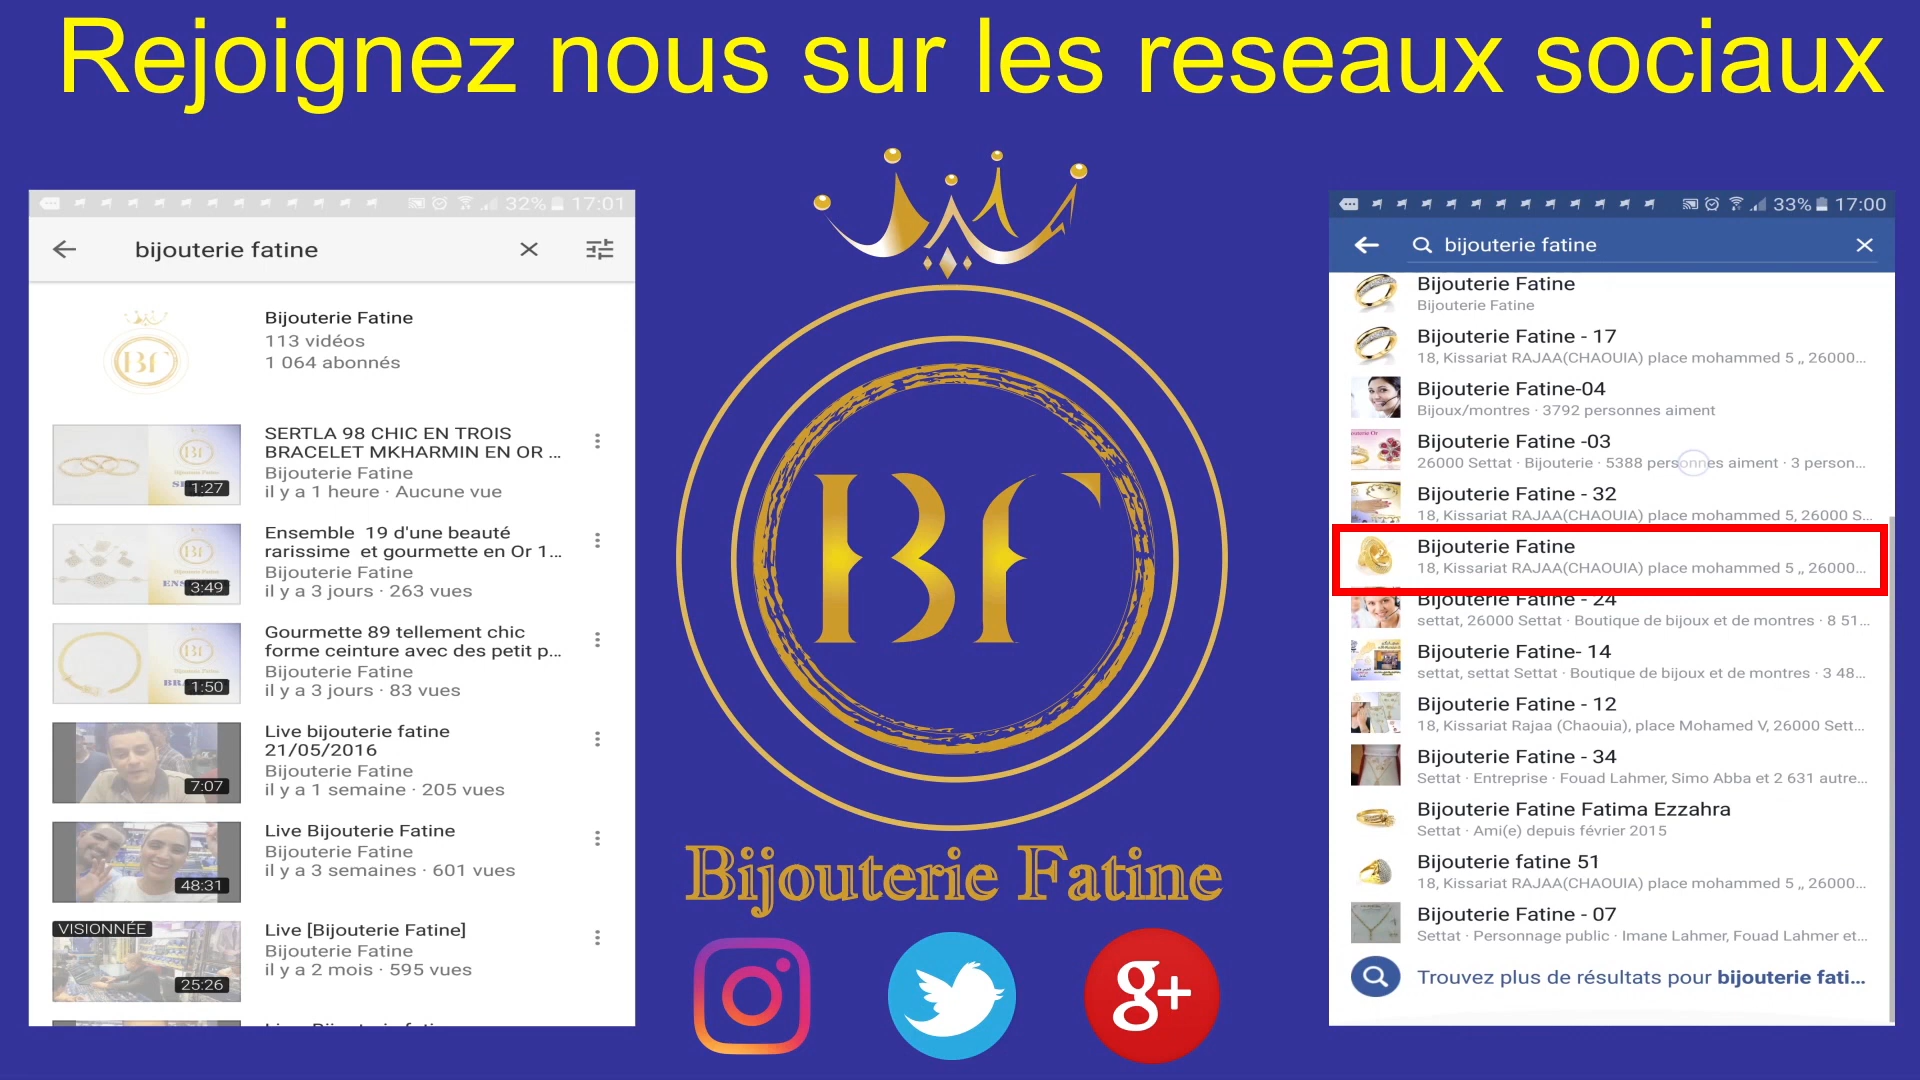 Rejoignez nous sur les reseaux sociaux
32% 17:01
bijouterie fatine
Bijouterie Fatine
113 vidéos
1 064 abonnés
SERTLA 98 CHIC EN TROIS
BRACELET MKHARMIN EN OR ...
Bijouterie Fatine
il y a 1 heure · Aucune vue
1:27
Ensemble 19 d'une beauté
rarissime et gourmette en Or 1...
Bijouterie Fatine
il y a 3 jours · 263 vues
3:49
Gourmette 89 tellement chic
forme ceinture avec des petit p...
Bijouterie Fatine
il y a 3 jours · 83 vues
1:50
Live bijouterie fatine
21/05/2016
Bijouterie Fatine
il y a 1 semaine · 205 vues
7:07
Live Bijouterie Fatine
Bijouterie Fatine
il y a 3 semaines · 601 vues
48:31
VISIONNÉE
Live [Bijouterie Fatine]
Bijouterie Fatine
il y a 2 mois · 595 vues
25:26
BF
Bijouterie Fatine
g+
33% 17:00
bijouterie fatine
Bijouterie Fatine
Bijouterie Fatine
Bijouterie Fatine - 17
18, Kissariat RAJAA(CHAOUIA) place mohammed 5 ,, 26000...
Bijouterie Fatine-04
Bijoux/montres · 3792 personnes aiment
Bijouterie Fatine -03
26000 Settat · Bijouterie · 5388 personnes aiment · 3 person...
Bijouterie Fatine - 32
18, Kissariat RAJAA(CHAOUIA) place mohammed 5, 26000 S...
Bijouterie Fatine
18, Kissariat RAJAA(CHAOUIA) place mohammed 5 ,, 26000...
Bijouterie Fatine - 24
settat, 26000 Settat · Boutique de bijoux et de montres · 8 51...
Bijouterie Fatine- 14
settat, settat Settat · Boutique de bijoux et de montres · 3 48...
Bijouterie Fatine - 12
18, Kissariat Rajaa (Chaouia), place Mohamed V, 26000 Sett...
Bijouterie Fatine - 34
Settat · Entreprise · Fouad Lahmer, Simo Abba et 2 631 autre...
Bijouterie Fatine Fatima Ezzahra
Settat · Ami(e) depuis février 2015
Bijouterie fatine 51
18, Kissariat RAJAA(CHAOUIA) place mohammed 5 ,, 26000...
Bijouterie Fatine - 07
Settat · Personnage public · Imane Lahmer, Fouad Lahmer et...
Trouvez plus de résultats pour bijouterie fati...